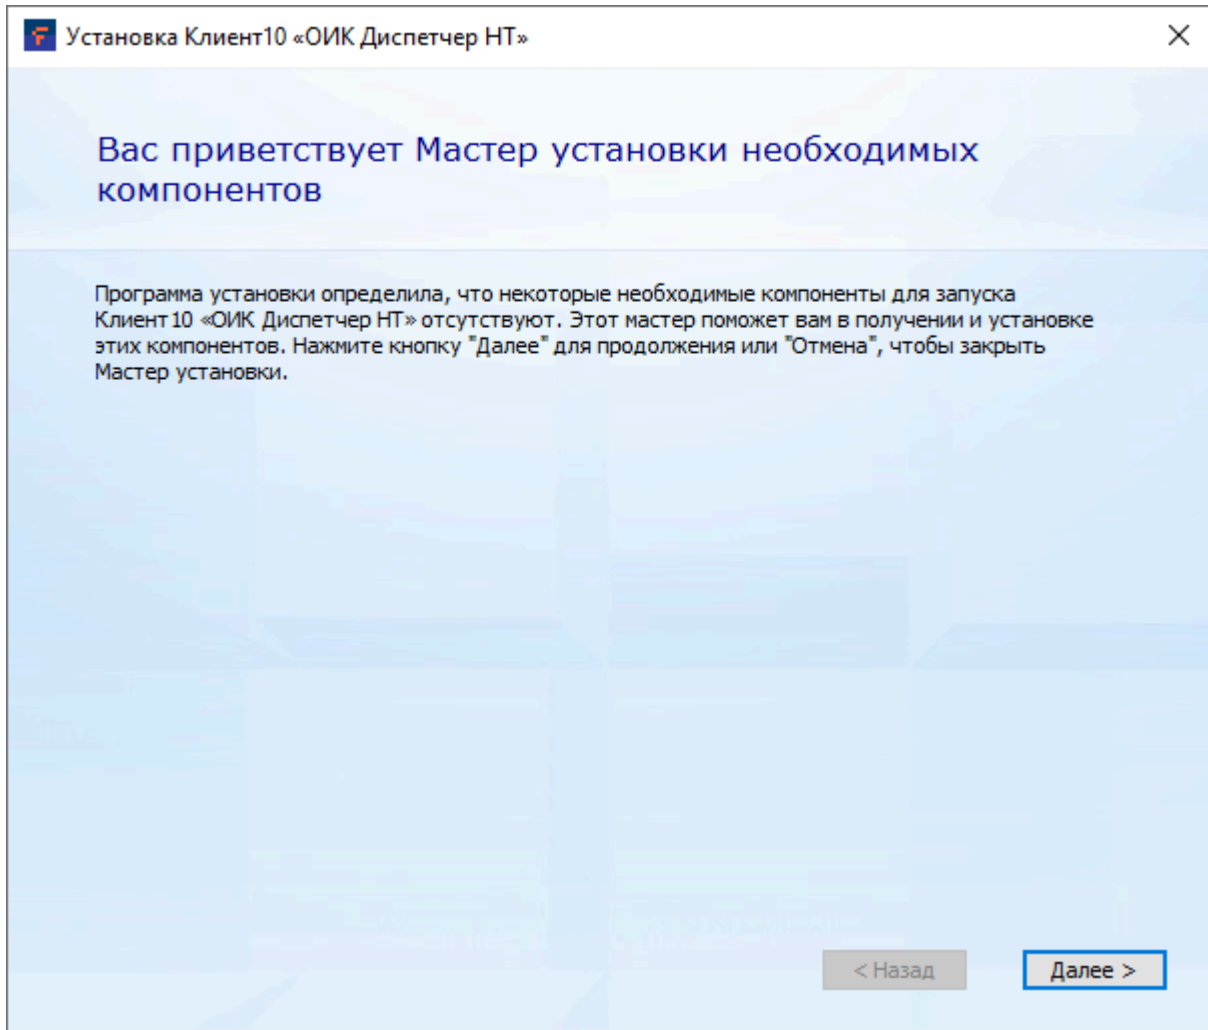 Установка Клиент10 «ОИК Диспетчер НТ»
Вас приветствует Мастер установки необходимых
компонентов
Программа установки определила, что некоторые необходимые компоненты для запуска
Клиент10 «ОИК Диспетчер НТ» отсутствуют. Этот мастер поможет вам в получении и установке
этих компонентов. Нажмите кнопку "Далее" для продолжения или "Отмена", чтобы закрыть
Мастер установки.
< Назад
Далее >